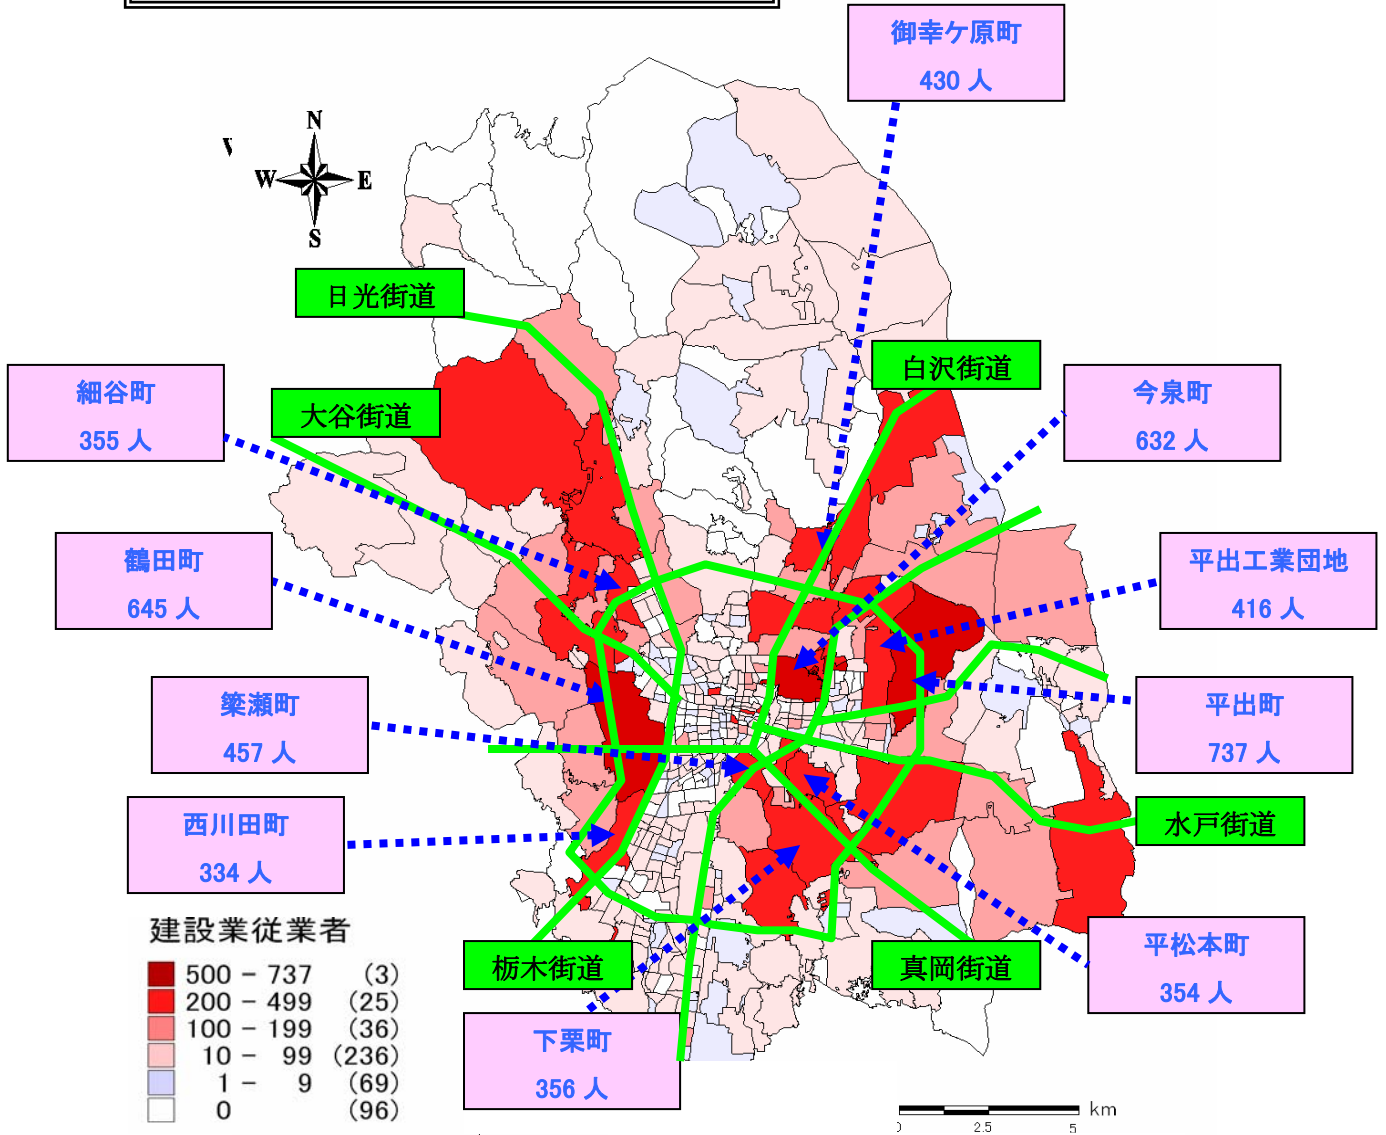 御幸ケ原町
430 人
N
W
E
S
日光街道
白沢街道
細谷町
355 人
大谷街道
今泉町
632 人
鶴田町
645 人
平出工業団地
416 人
簗瀬町
457 人
平出町
737 人
西川田町
334 人
水戸街道
建設業従業者
500 - 737 (3)
200 - 499 (25)
100 - 199 (36)
10 - 99 (236)
1 - 9 (69)
0 (96)
栃木街道
真岡街道
平松本町
354 人
下栗町
356 人
km
2.5
5